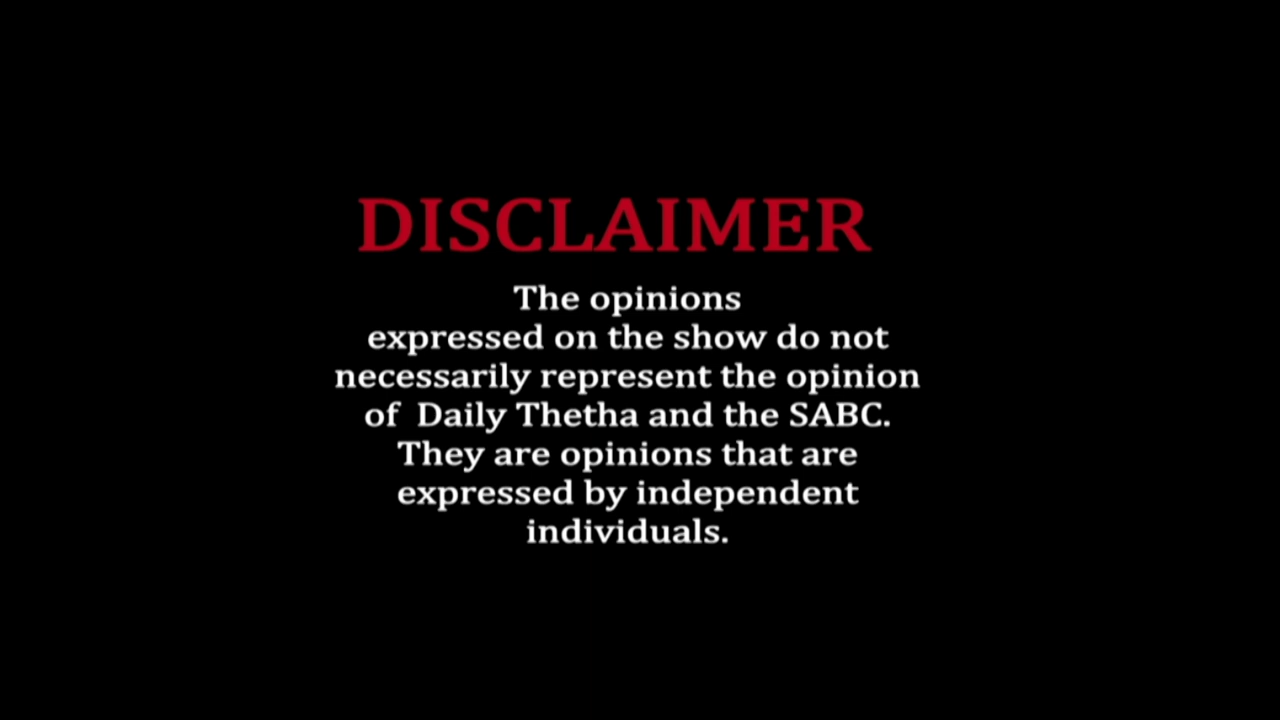 DISCLAIMER
The opinions
expressed on the show do not
necessarily represent the opinion
of  Daily Thetha and the SABC.
They are opinions that are
expressed by independent
individuals.